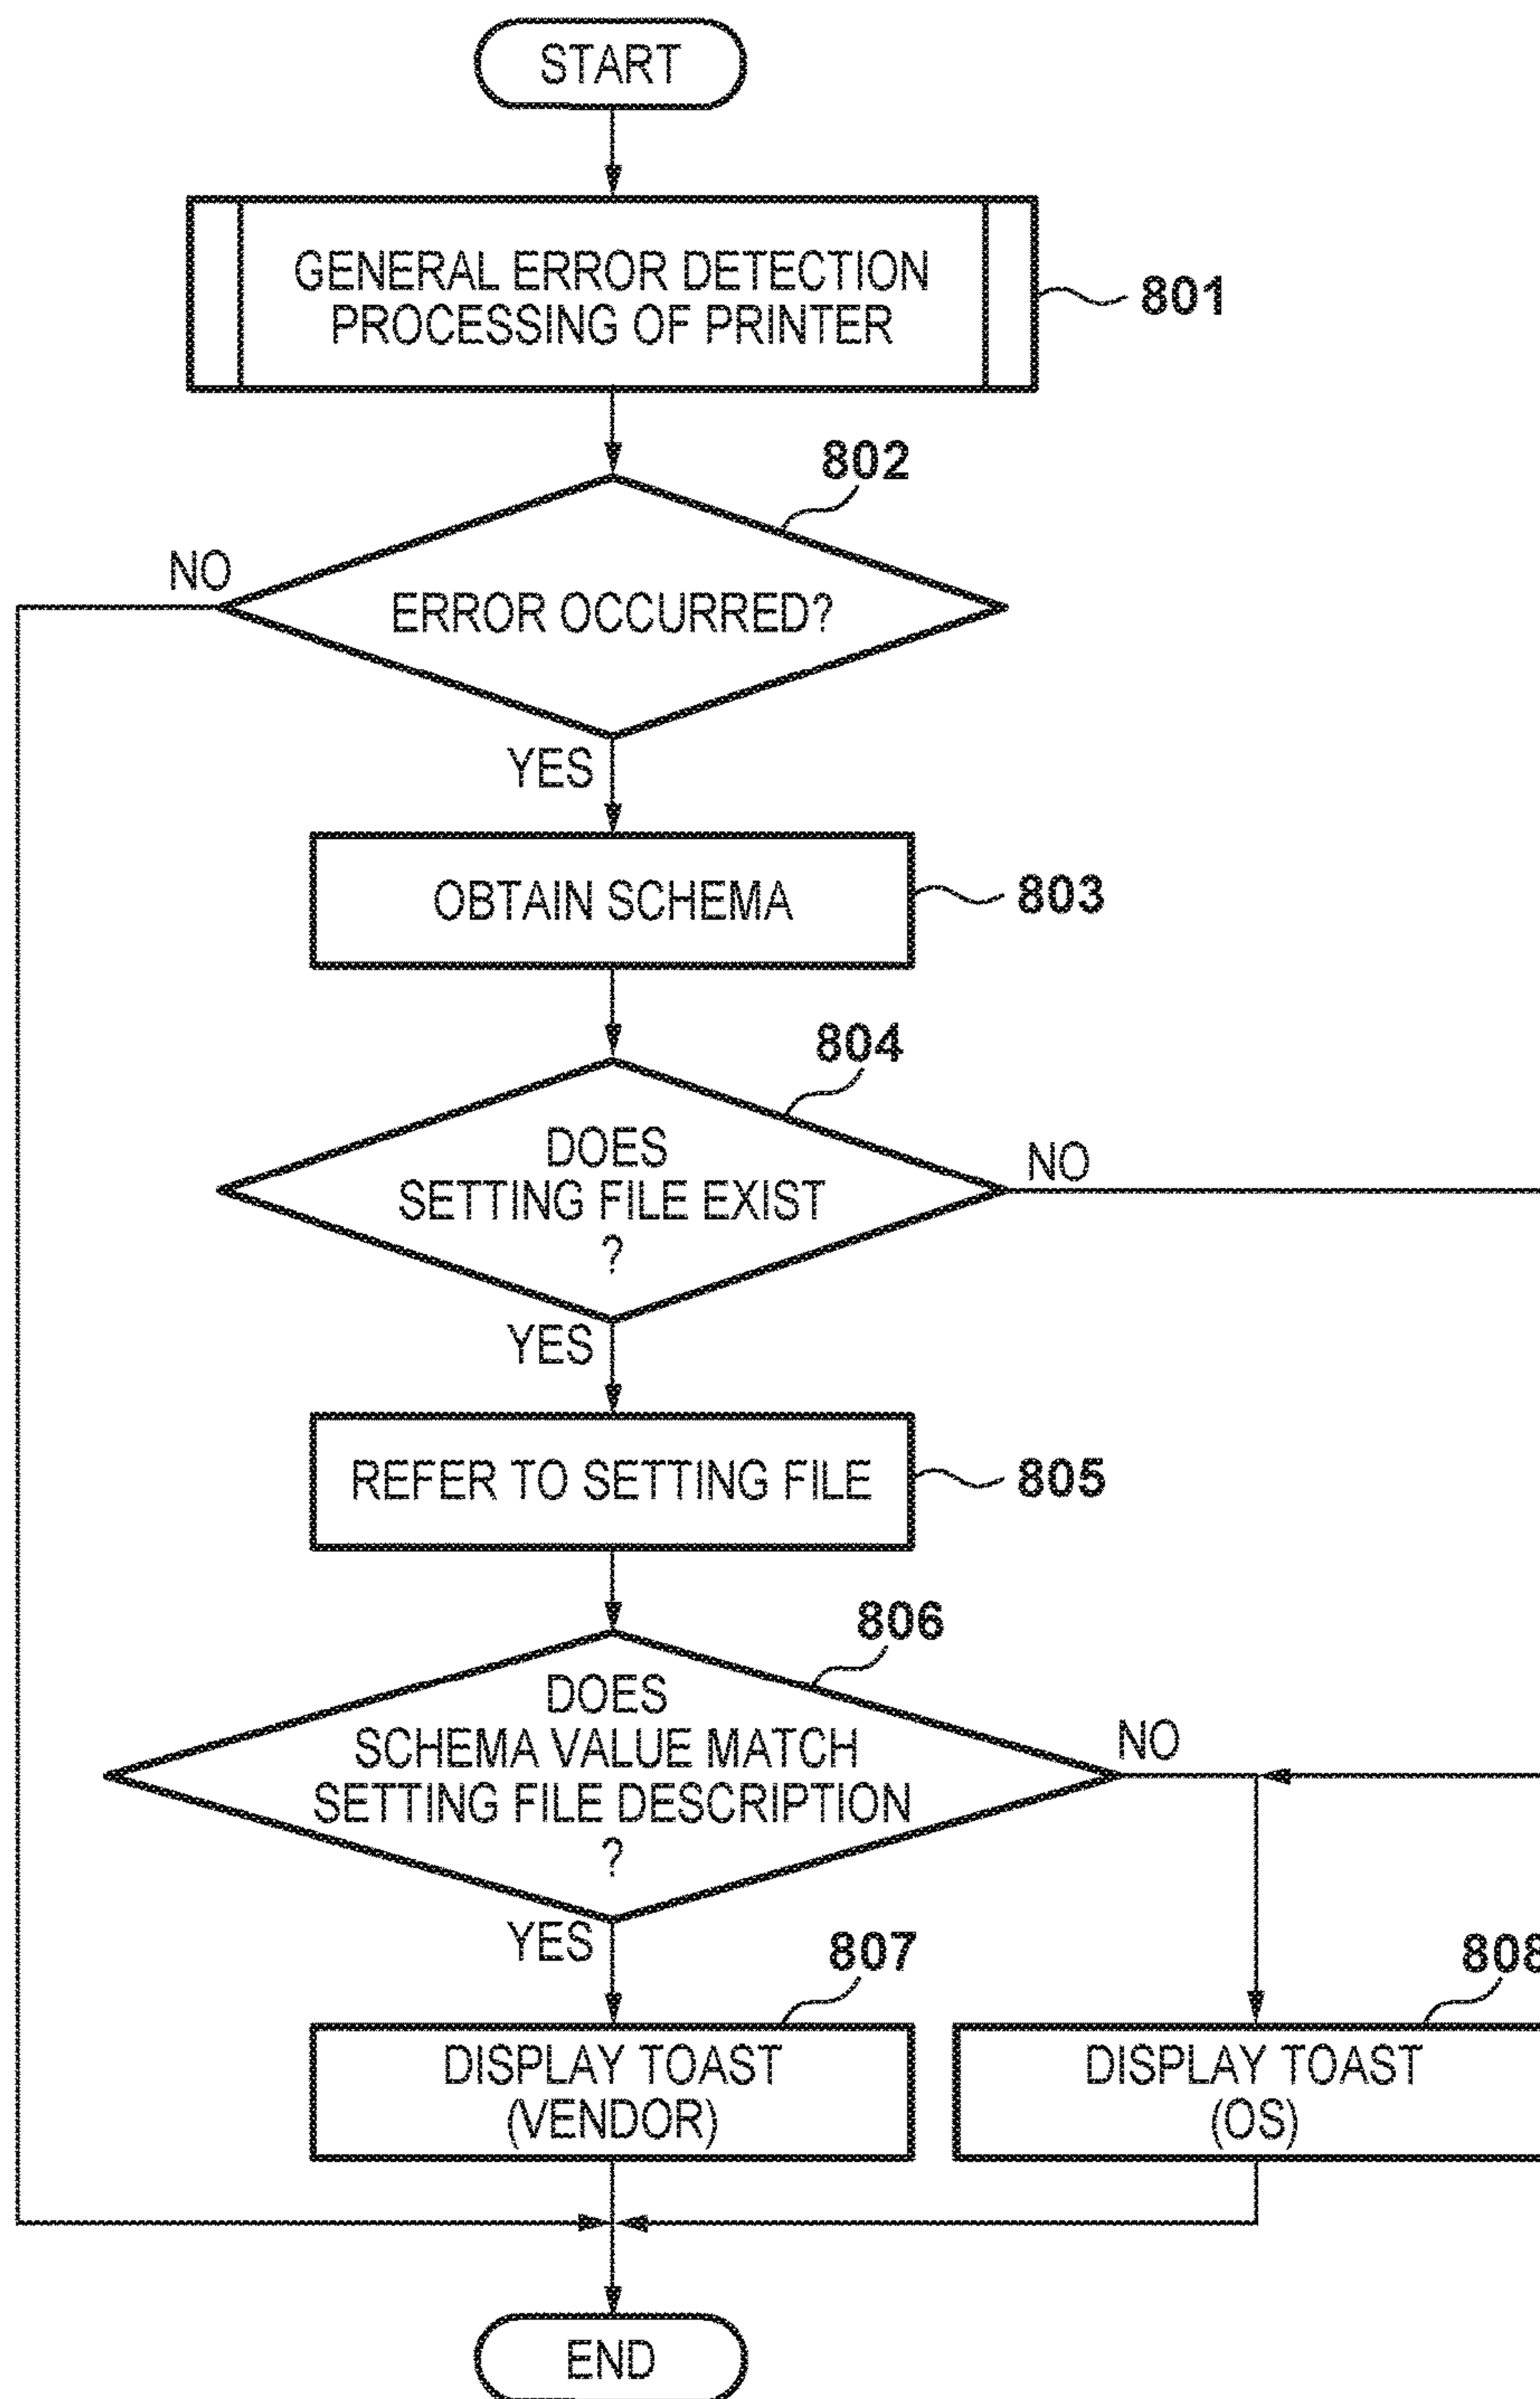 START
GENERAL ERROR DETECTION
PROCESSING OF PRINTER
801
802
NO
ERROR OCCURRED?
YES
OBTAIN SCHEMA
803
804
DOES
SETTING FILE EXIST
?
NO
YES
REFER TO SETTING FILE
805
806
DOES
SCHEMA VALUE MATCH
SETTING FILE DESCRIPTION
?
NO
YES
807
808
DISPLAY TOAST
(VENDOR)
DISPLAY TOAST
(OS)
END